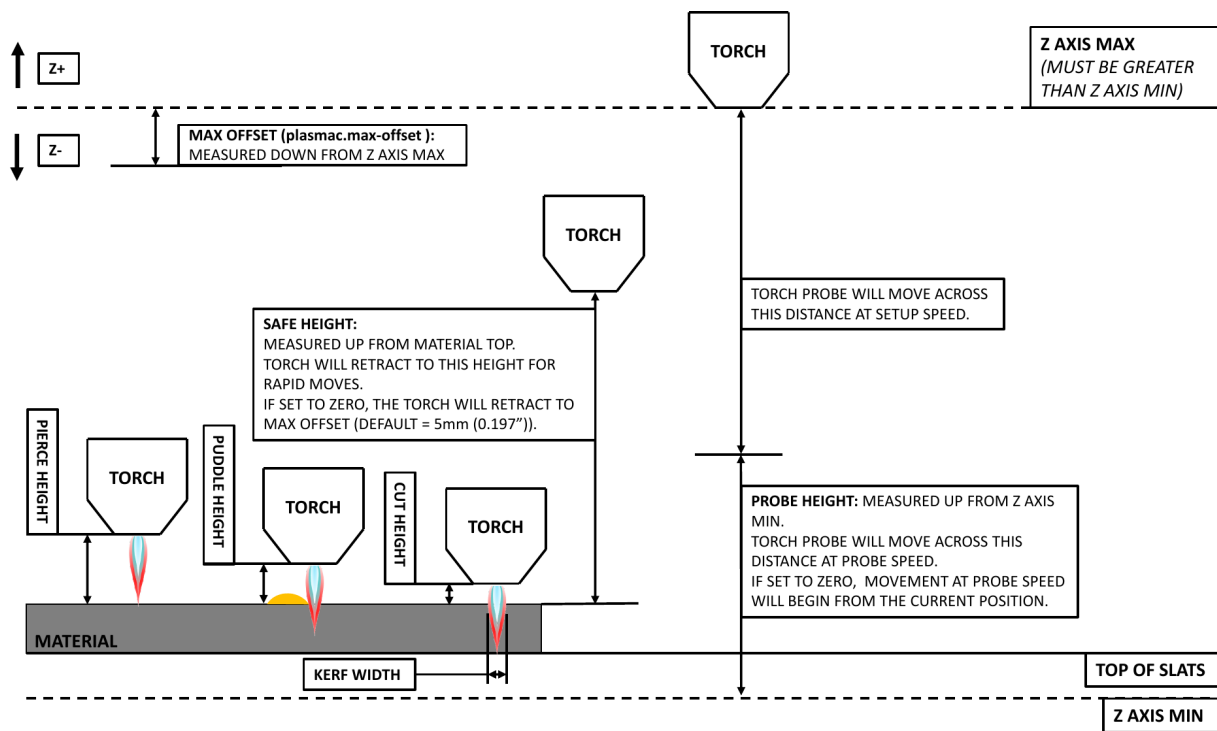 TORCH
Z AXIS MAX
(MUST BE GREATER
THAN Z AXIS MIN)
Z+
Z-
MAX OFFSET (plasmac.max-offset ):
MEASURED DOWN FROM Z AXIS MAX
TORCH
TORCH PROBE WILL MOVE ACROSS
THIS DISTANCE AT SETUP SPEED.
SAFE HEIGHT:
MEASURED UP FROM MATERIAL TOP.
TORCH WILL RETRACT TO THIS HEIGHT FOR
RAPID MOVES.
IF SET TO ZERO, THE TORCH WILL RETRACT TO
MAX OFFSET (DEFAULT = 5mm (0.197”)).
PIERCE HEIGHT
TORCH
PUDDLE HEIGHT
TORCH
CUT HEIGHT
TORCH
PROBE HEIGHT: MEASURED UP FROM Z AXIS
MIN.
TORCH PROBE WILL MOVE ACROSS THIS
DISTANCE AT PROBE SPEED.
IF SET TO ZERO, MOVEMENT AT PROBE SPEED
WILL BEGIN FROM THE CURRENT POSITION.
MATERIAL
KERF WIDTH
TOP OF SLATS
Z AXIS MIN